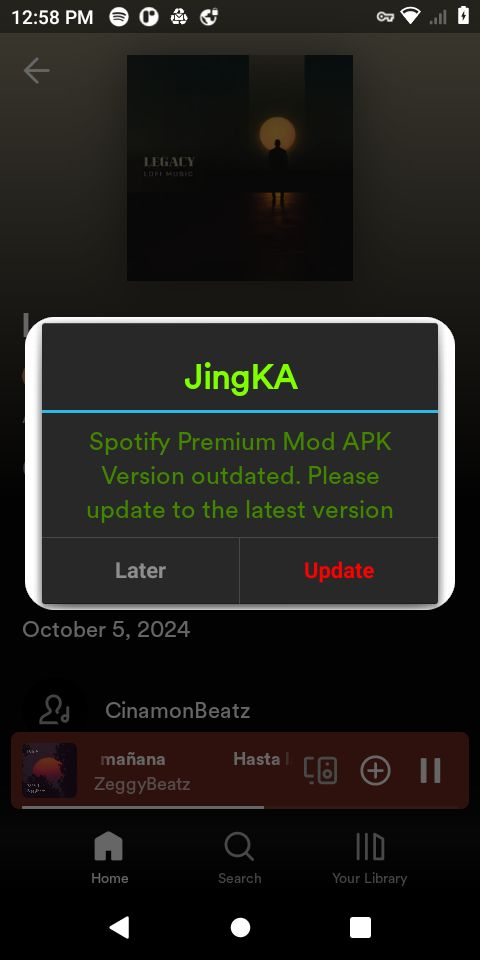 12:58 PM
LEGACY
LOFI MUSIC
JingKA
Spotify Premium Mod APK
Version outdated. Please
update to the latest version
Later
Update
October 5, 2024
CinamonBeatz
mañana Hasta l
ZeggyBeatz
Home
Search
Your Library